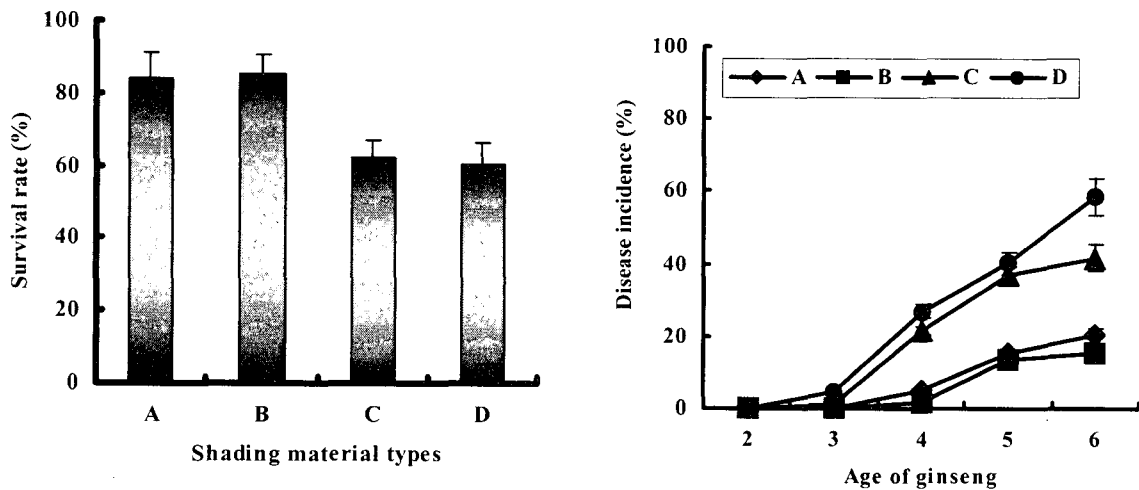 100
80
60
40
20
0
Survival rate (%)
A B C D
Shading material types
100
80
60
40
20
0
Disease incidence (%)
A B C D
2 3 4 5 6
Age of ginseng